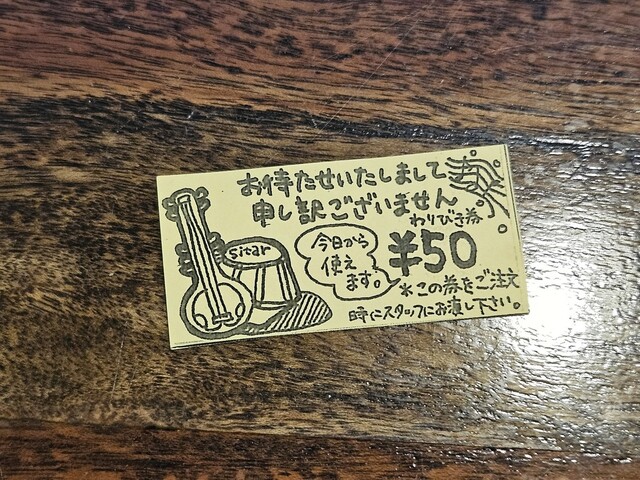 お待たせいたしまして
申し訳ございません
わりびき券
¥50
sitar
今日から
使え
ます。
*この券をご注文
時にスタッフにお渡し下さい。